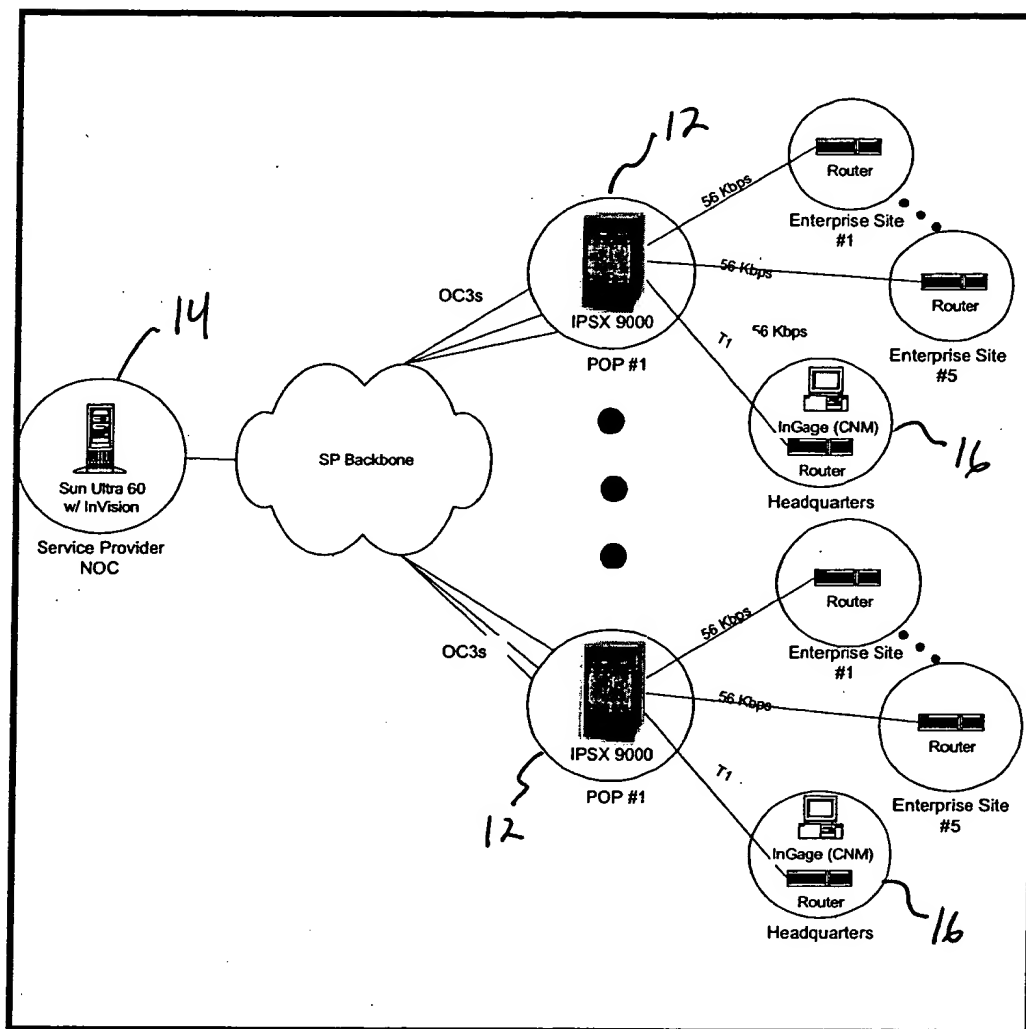 12
56 Kbps
Router
Enterprise Site
#1
OC3s
IPSX 9000
POP #1
56 Kbps
Router
Enterprise Site
#5
T1
56 Kbps
14
Sun Ultra 60
w/ InVision
Service Provider
NOC
SP Backbone
InGage (CNM)
Router
Headquarters
16
OC3s
12
IPSX 9000
POP #1
56 Kbps
Router
Enterprise Site
#1
56 Kbps
Router
Enterprise Site
#5
T1
InGage (CNM)
Router
Headquarters
16